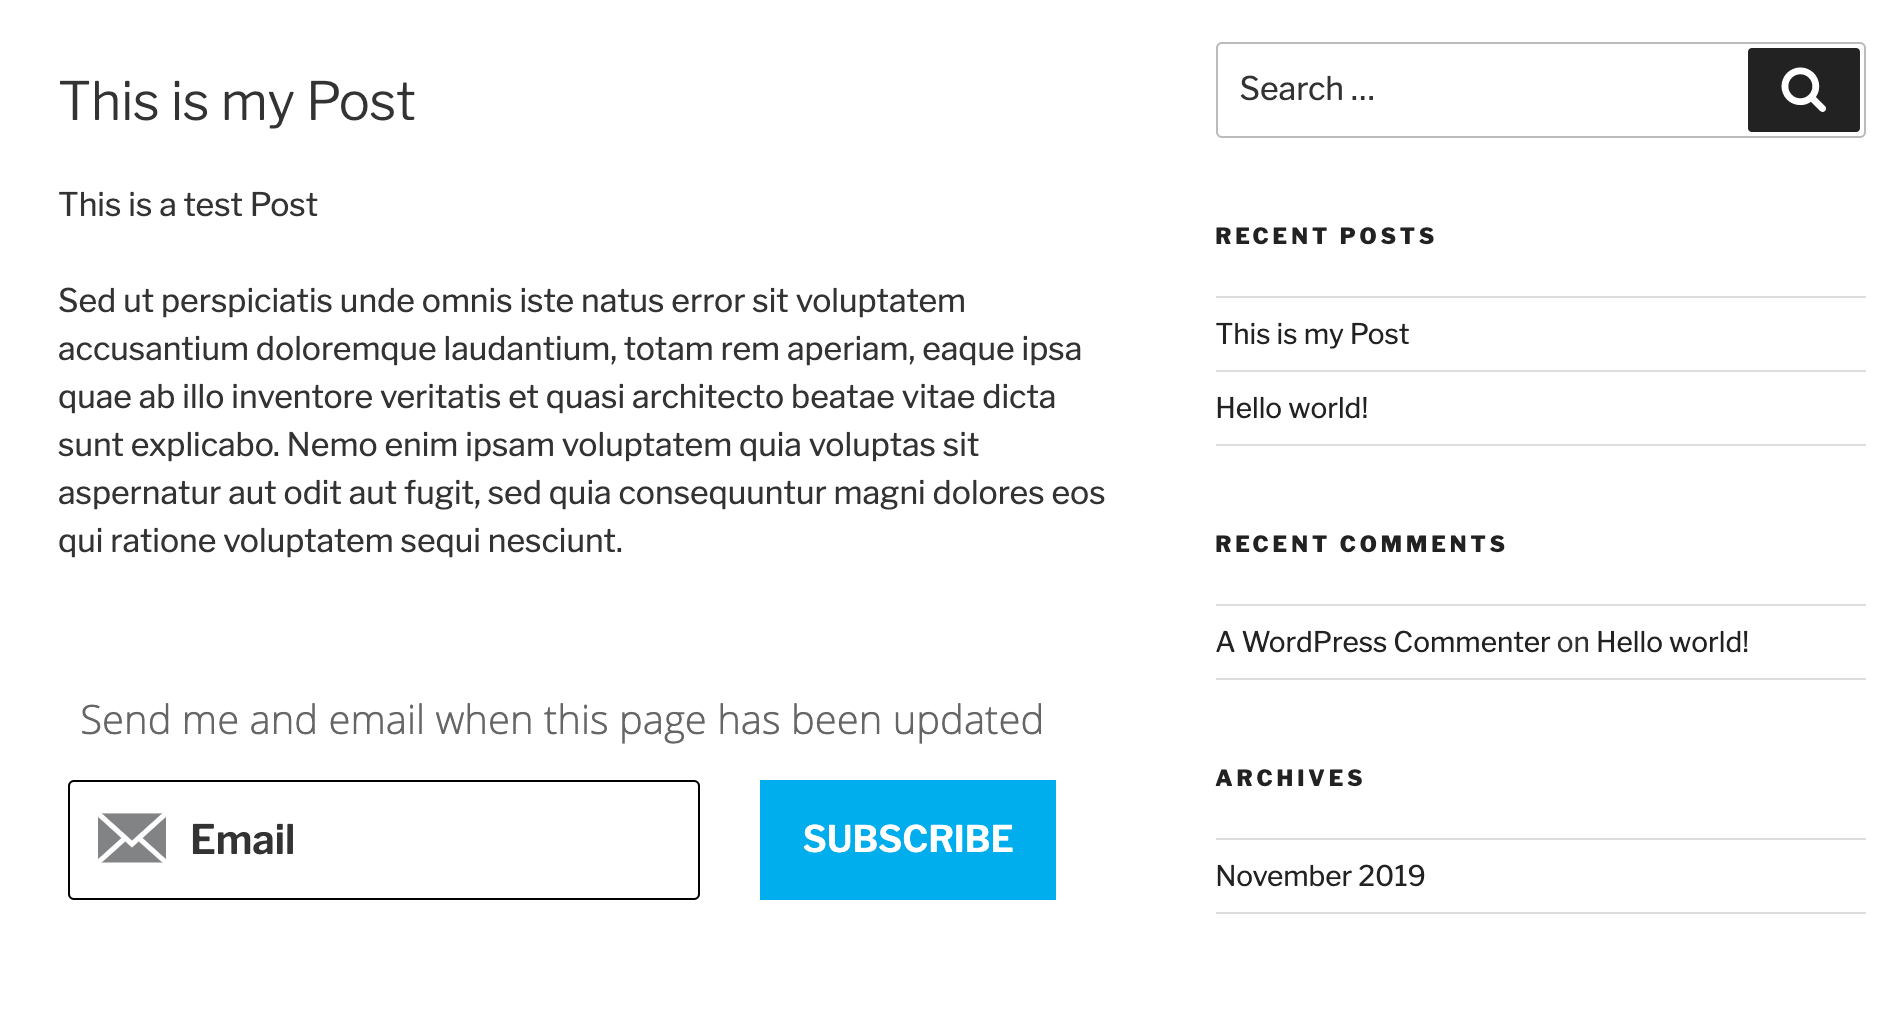 This is my Post
This is a test Post
Sed ut perspiciatis unde omnis iste natus error sit voluptatem
accusantium doloremque laudantium, totam rem aperiam, eaque ipsa
quae ab illo inventore veritatis et quasi architecto beatae vitae dicta
sunt explicabo. Nemo enim ipsam voluptatem quia voluptas sit
aspernatur aut odit aut fugit, sed quia consequuntur magni dolores eos
qui ratione voluptatem sequi nesciunt.
Send me and email when this page has been updated
Email
SUBSCRIBE
Search …
RECENT POSTS
This is my Post
Hello world!
RECENT COMMENTS
A WordPress Commenter on Hello world!
ARCHIVES
November 2019